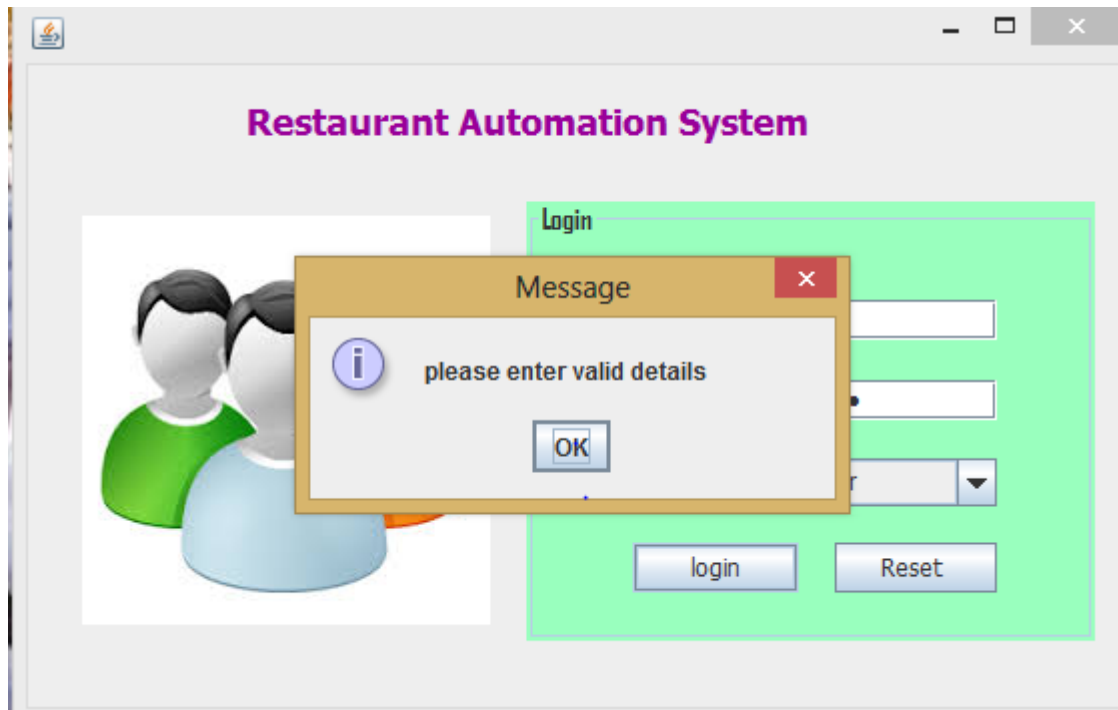 Restaurant Automation System
Login
Message
please enter valid details
OK
login
Reset